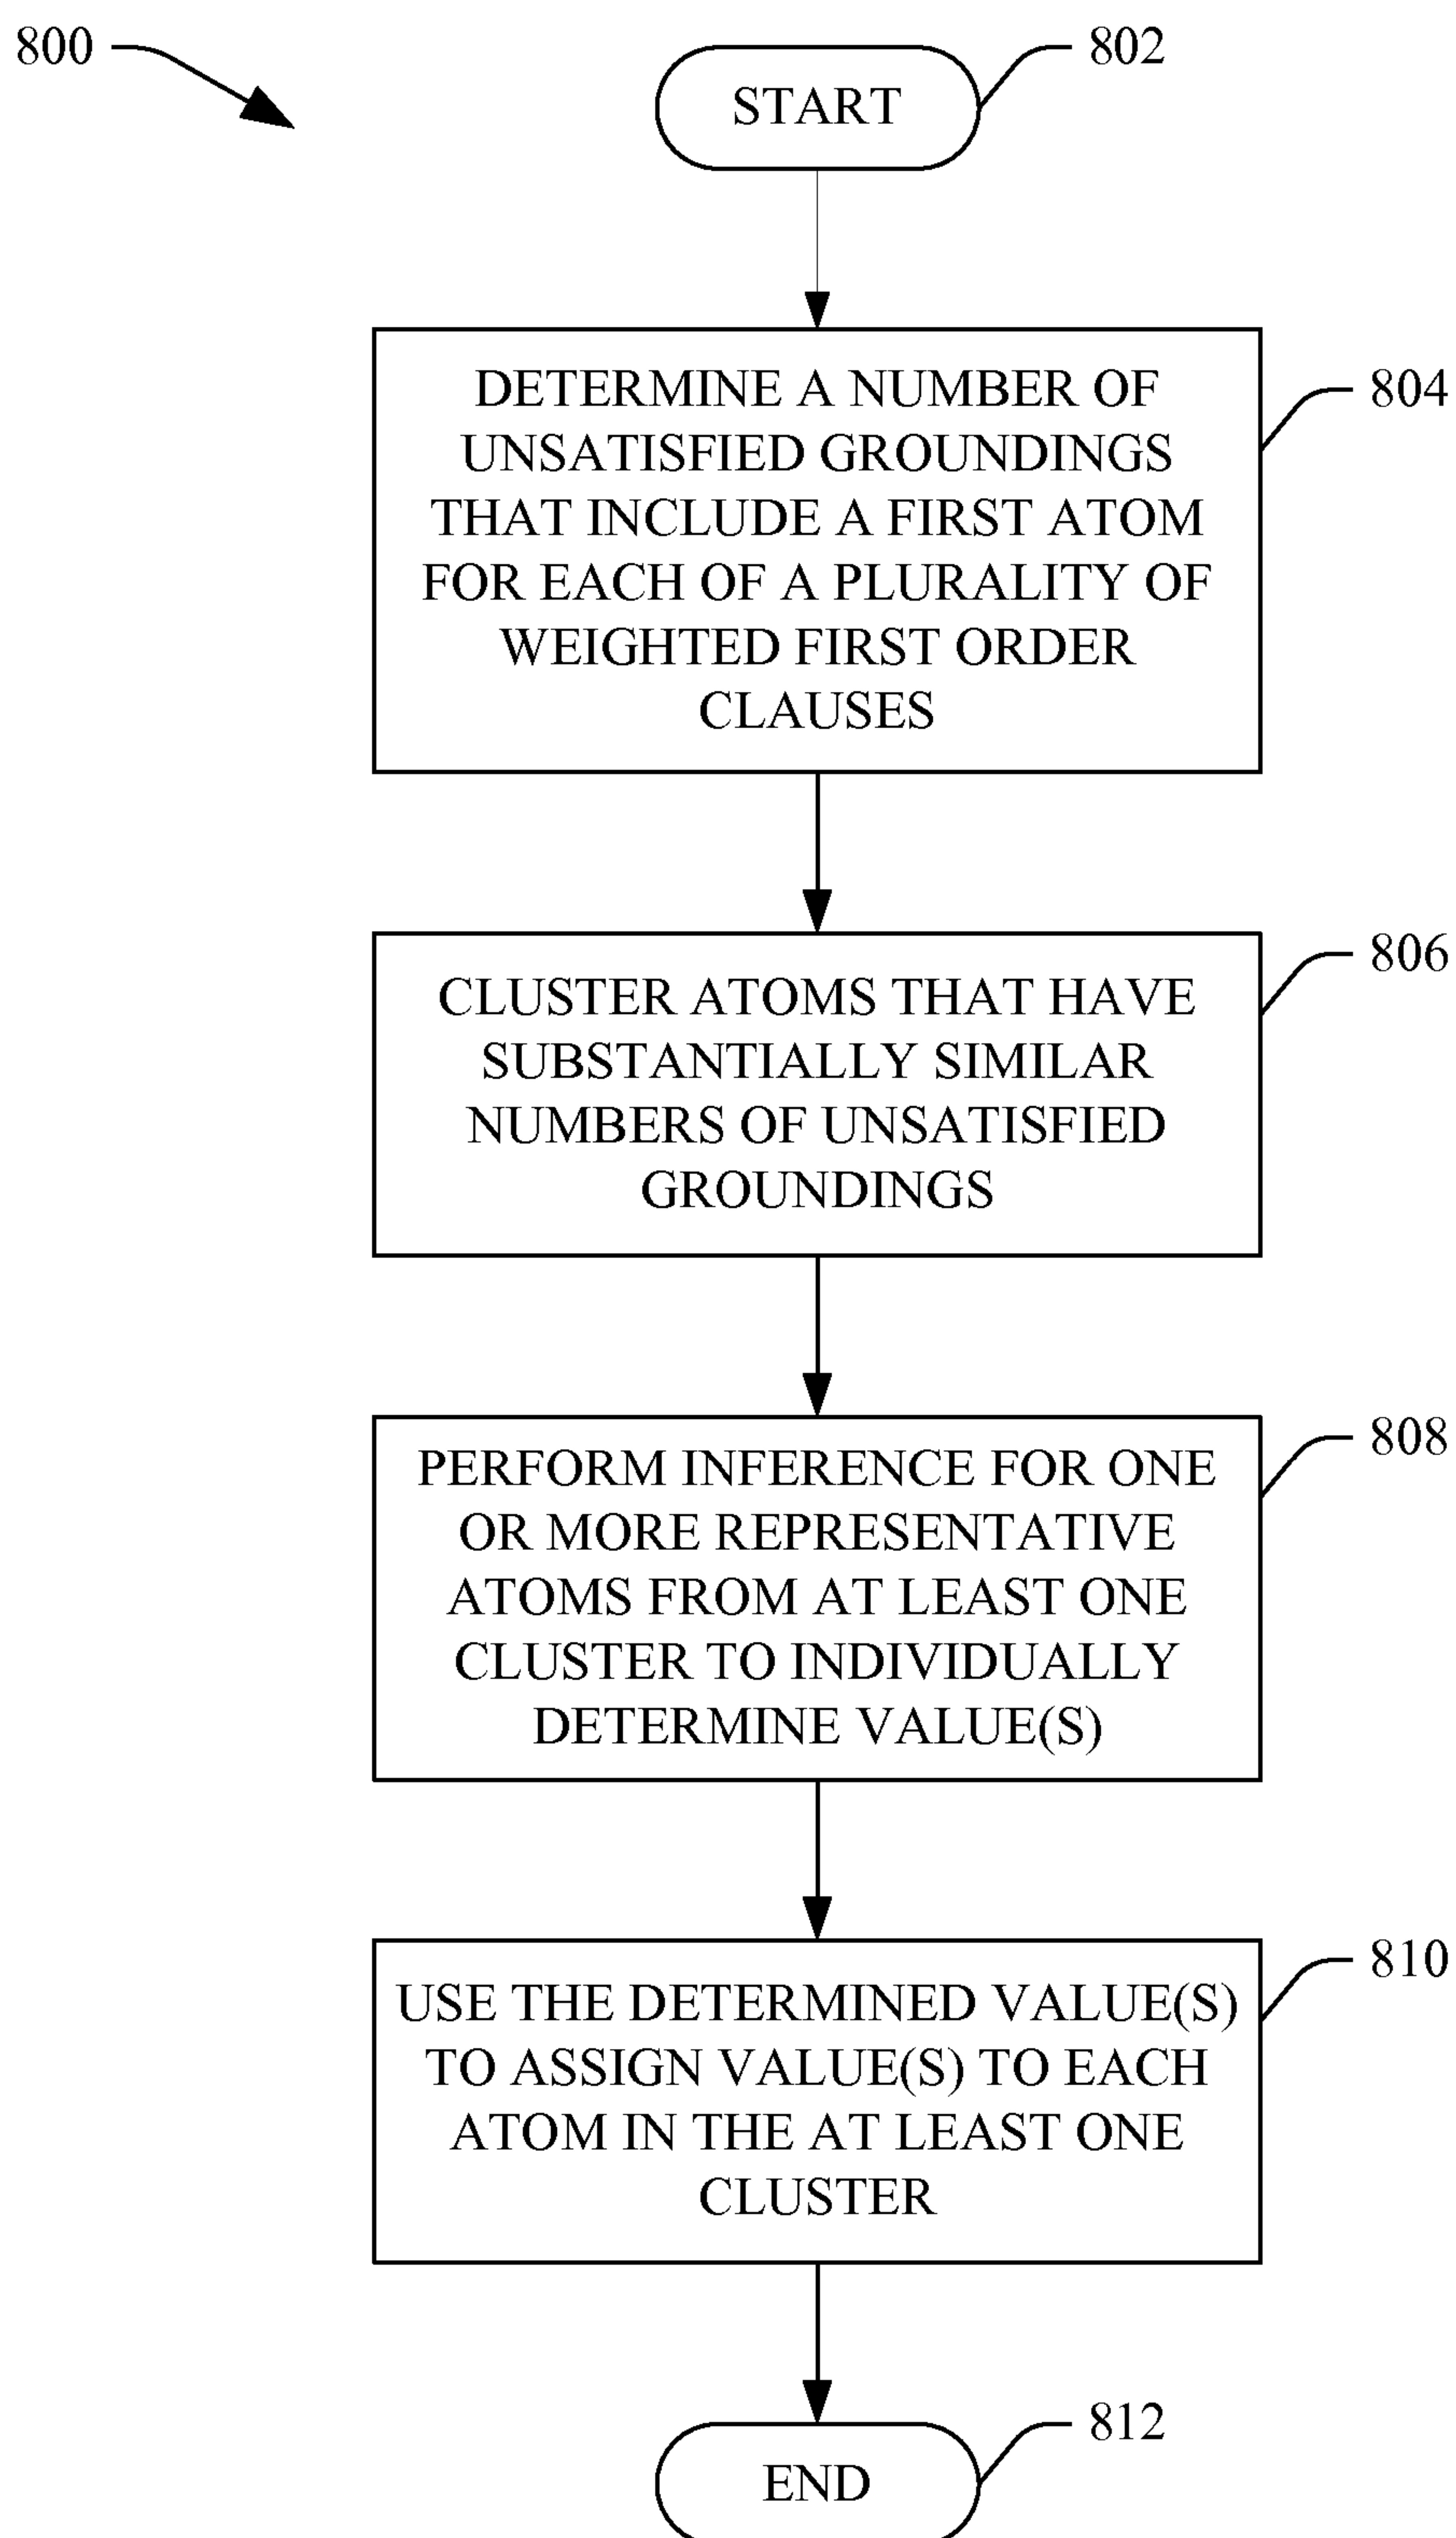 800
START
802
DETERMINE A NUMBER OF
UNSATISFIED GROUNDINGS
THAT INCLUDE A FIRST ATOM
FOR EACH OF A PLURALITY OF
WEIGHTED FIRST ORDER
CLAUSES
804
CLUSTER ATOMS THAT HAVE
SUBSTANTIALLY SIMILAR
NUMBERS OF UNSATISFIED
GROUNDINGS
806
PERFORM INFERENCE FOR ONE
OR MORE REPRESENTATIVE
ATOMS FROM AT LEAST ONE
CLUSTER TO INDIVIDUALLY
DETERMINE VALUE(S)
808
USE THE DETERMINED VALUE(S)
TO ASSIGN VALUE(S) TO EACH
ATOM IN THE AT LEAST ONE
CLUSTER
810
END
812